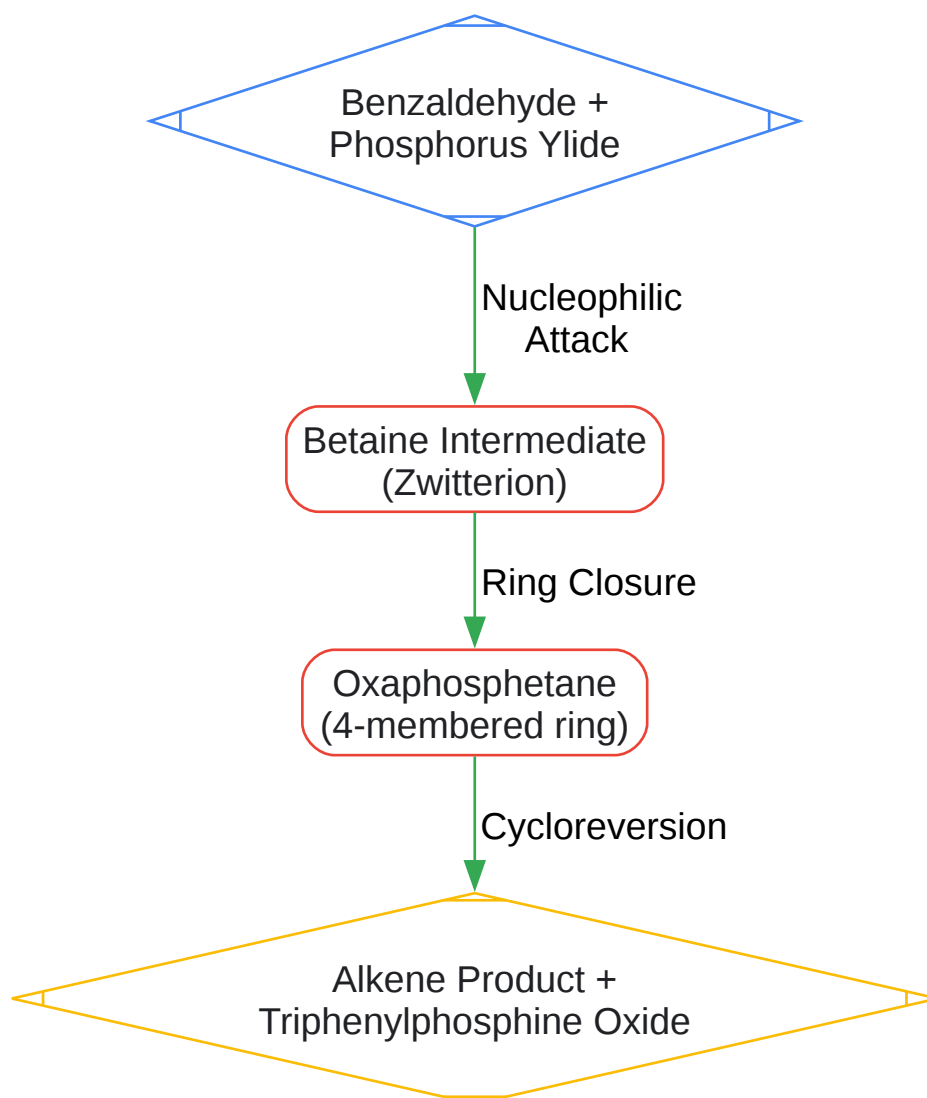 Benzaldehyde +
Phosphorus Ylide
Nucleophilic
Attack
Betaine Intermediate
(Zwitterion)
Ring Closure
Oxaphosphetane
(4-membered ring)
Cycloreversion
Alkene Product +
Triphenylphosphine Oxide